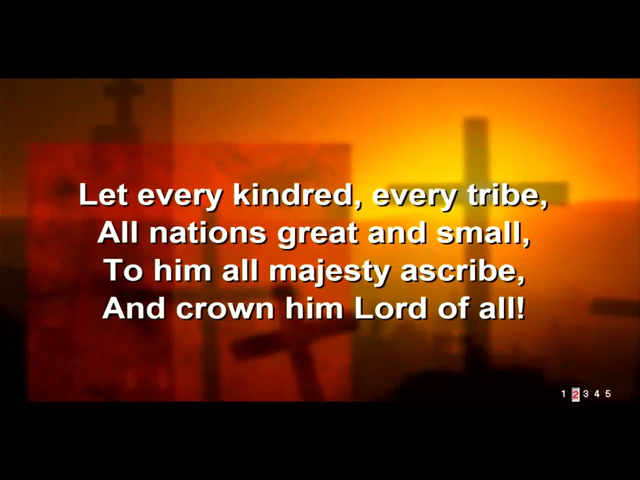 Let every kindred, every tribe,
All nations great and small,
To him all majesty ascribe,
And crown him Lord of all!
1 2 3 4 5